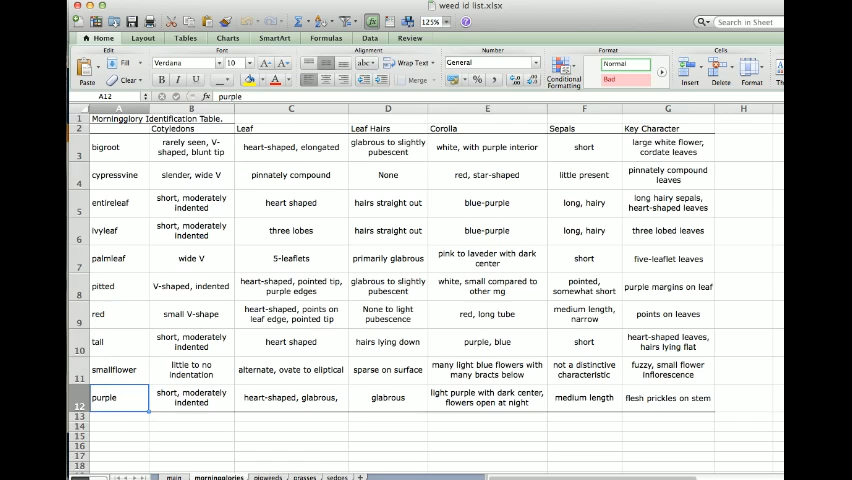 weed id list.xlsx
Search in Sheet
125%
Home Layout Tables Charts SmartArt Formulas Data Review
Edit Font Alignment Number Format Cells
Fill Verdana 10 abc Wrap Text General Normal
Paste Clear B I U A Merge % Conditional Formatting Bad Insert Delete Format
A12 fx purple
A B C D E F G H
1 Morningglory Identification Table.
2 Cotyledons Leaf Leaf Hairs Corolla Sepals Key Character
3 bigroot rarely seen, V-shaped, blunt tip heart-shaped, elongated glabrous to slightly pubescent white, with purple interior short large white flower, cordate leaves
4 cypressvine slender, wide V pinnately compound None red, star-shaped little present pinnately compound leaves
5 entireleaf short, moderately indented heart shaped hairs straight out blue-purple long, hairy long hairy sepals, heart-shaped leaves
6 ivyleaf short, moderately indented three lobes hairs straight out blue-purple long, hairy three lobed leaves
7 palmleaf wide V 5-leaflets primarily glabrous pink to laveder with dark center short five-leaflet leaves
8 pitted V-shaped, indented heart-shaped, pointed tip, purple edges glabrous to slightly pubescent white, small compared to other mg pointed, somewhat short purple margins on leaf
9 red small V-shape heart-shaped, points on leaf edge, pointed tip None to light pubescence red, long tube medium length, narrow points on leaves
10 tall short, moderately indented heart shaped hairs lying down purple, blue short heart-shaped leaves, hairs lying flat
11 smallflower little to no indentation alternate, ovate to eliptical sparse on surface many light blue flowers with many bracts below not a distinctive characteristic fuzzy, small flower inflorescence
12 purple short, moderately indented heart-shaped, glabrous, glabrous light purple with dark center, flowers open at night medium length flesh prickles on stem
13
14
15
16
17
18
main morningglories pigweeds grasses sedges +